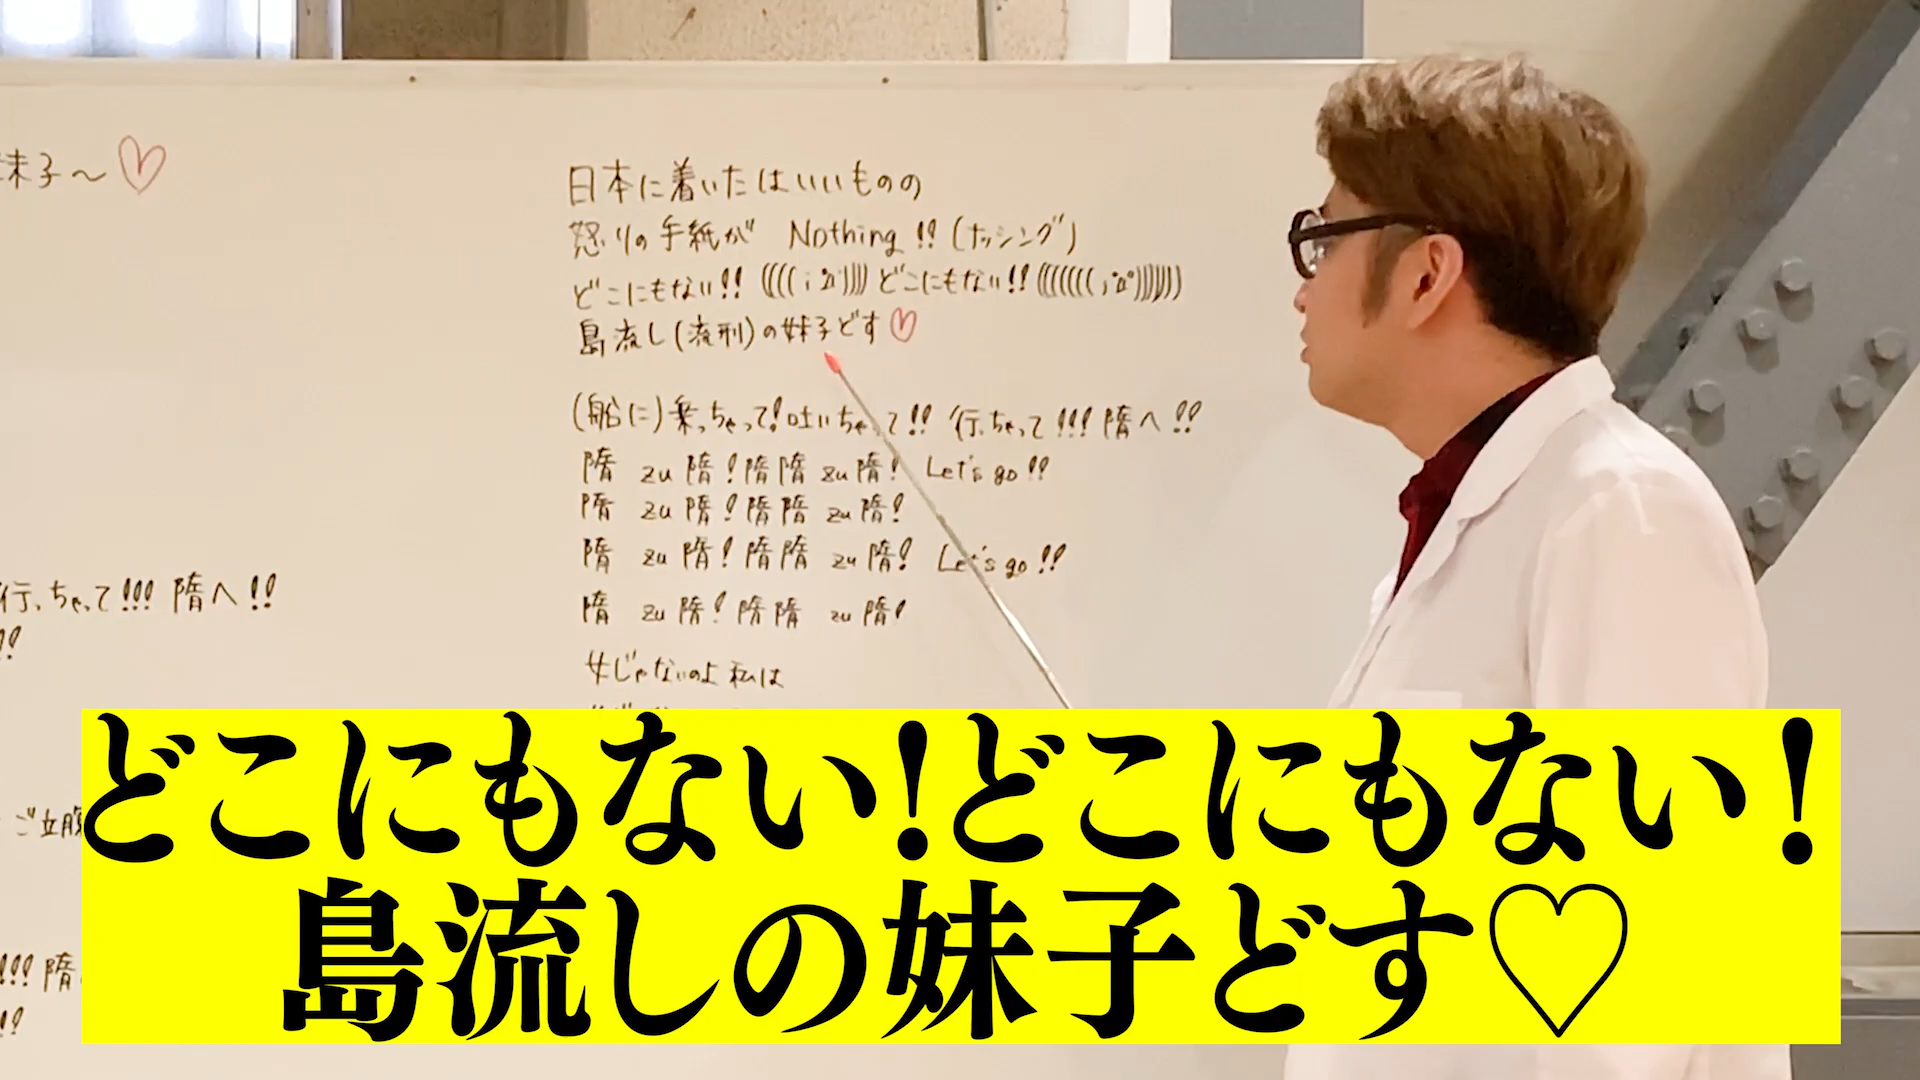 妹子〜♡
行っちゃって!!! 隋へ!!
!!
ご立腹
!!! 隋
!!
日本に着いたはいいものの
怒りの手紙が Nothing!!(ナッシング)
どこにもない!! ((((；゚Д゚)))) どこにもない!! (((((((；゚Д゚)))))))
島流し(流刑)の妹子どす♡
(船に)乗っちゃって!吐いちゃって!! 行っちゃって!!! 隋へ!!
隋 zu 隋!隋隋 zu 隋! Let's go!!
隋 zu 隋!隋隋 zu 隋!
隋 zu 隋!隋隋 zu 隋! Let's go!!
隋 zu 隋!隋隋 zu 隋!
女じゃないのよ 私は
どこにもない!どこにもない!
島流しの妹子どす♡